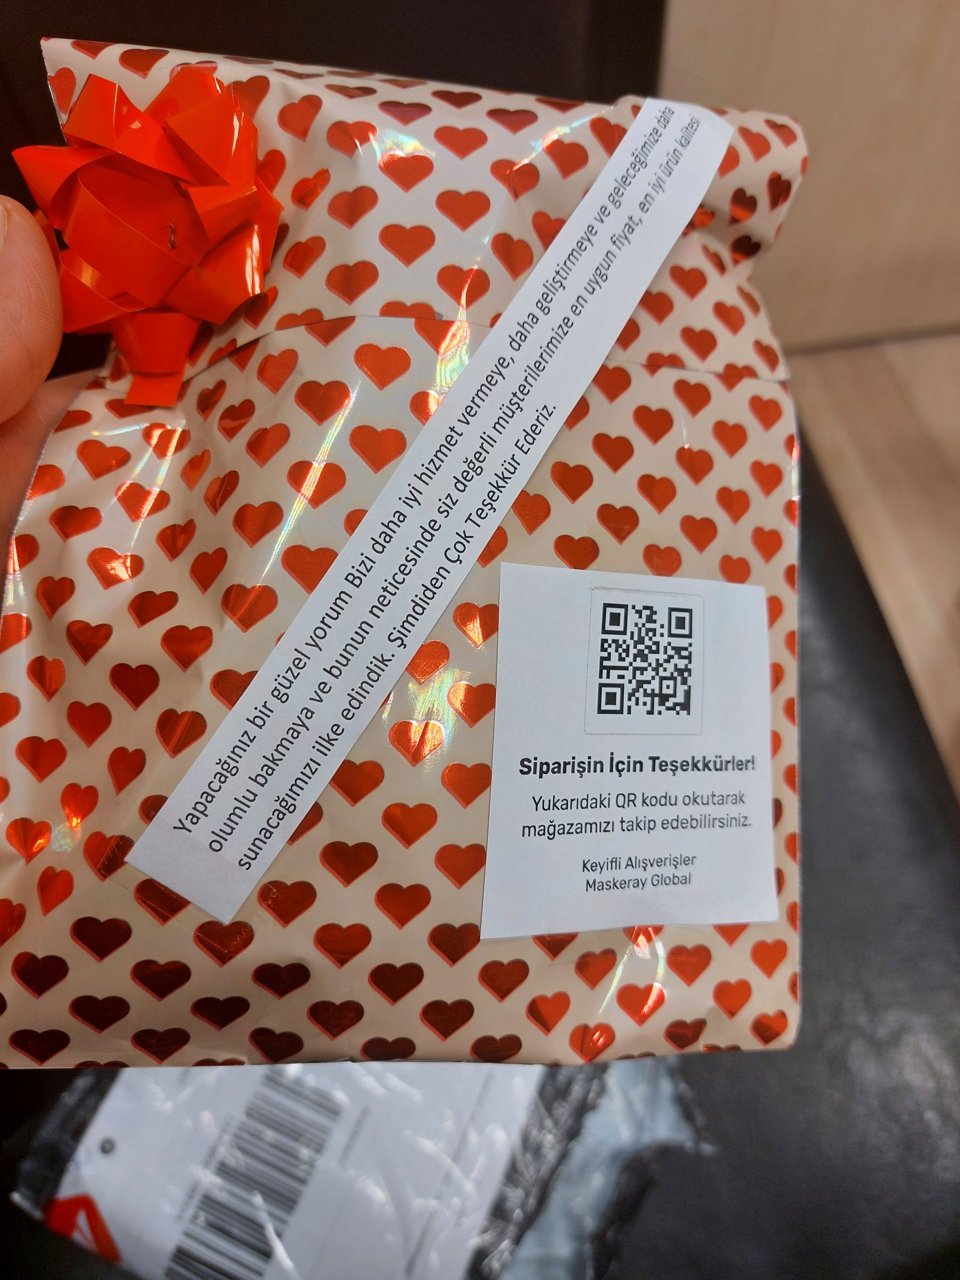 Yapacağınız bir güzel yorum Bizi daha iyi hizmet vermeye, daha geliştirmeye ve geleceğimize daha
olumlu bakmaya ve bunun neticesinde siz değerli müşterilerimize en uygun fiyat, en iyi ürün kalitesi
sunacağımızı ilke edindik. Şimdiden Çok Teşekkür Ederiz.
Siparişin İçin Teşekkürler!
Yukarıdaki QR kodu okutarak
mağazamızı takip edebilirsiniz.
Keyifli Alışverişler
Maskeray Global